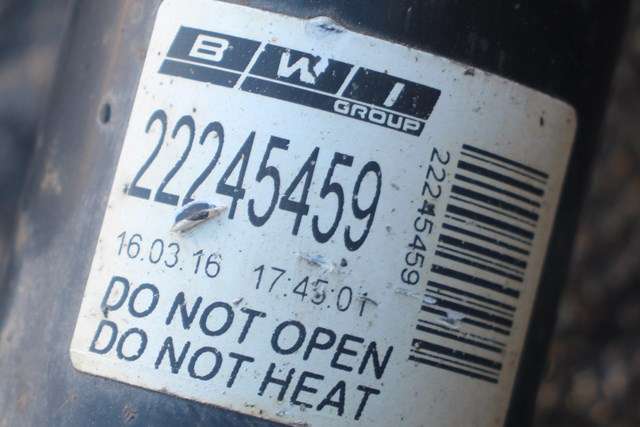 BWI
GROUP
22245459
16.03.16 17:45:01
DO NOT OPEN
DO NOT HEAT
22245459